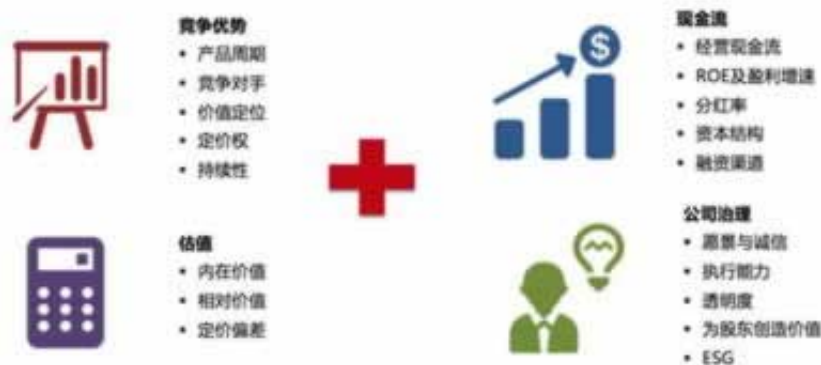 竞争优势
• 产品周期
• 竞争对手
• 价值定位
• 定价权
• 持续性
现金流
• 经营现金流
• ROE及盈利增速
• 分红率
• 资本结构
• 融资渠道
估值
• 内在价值
• 相对价值
• 定价偏差
公司治理
• 愿景与诚信
• 执行能力
• 透明度
• 为股东创造价值
• ESG